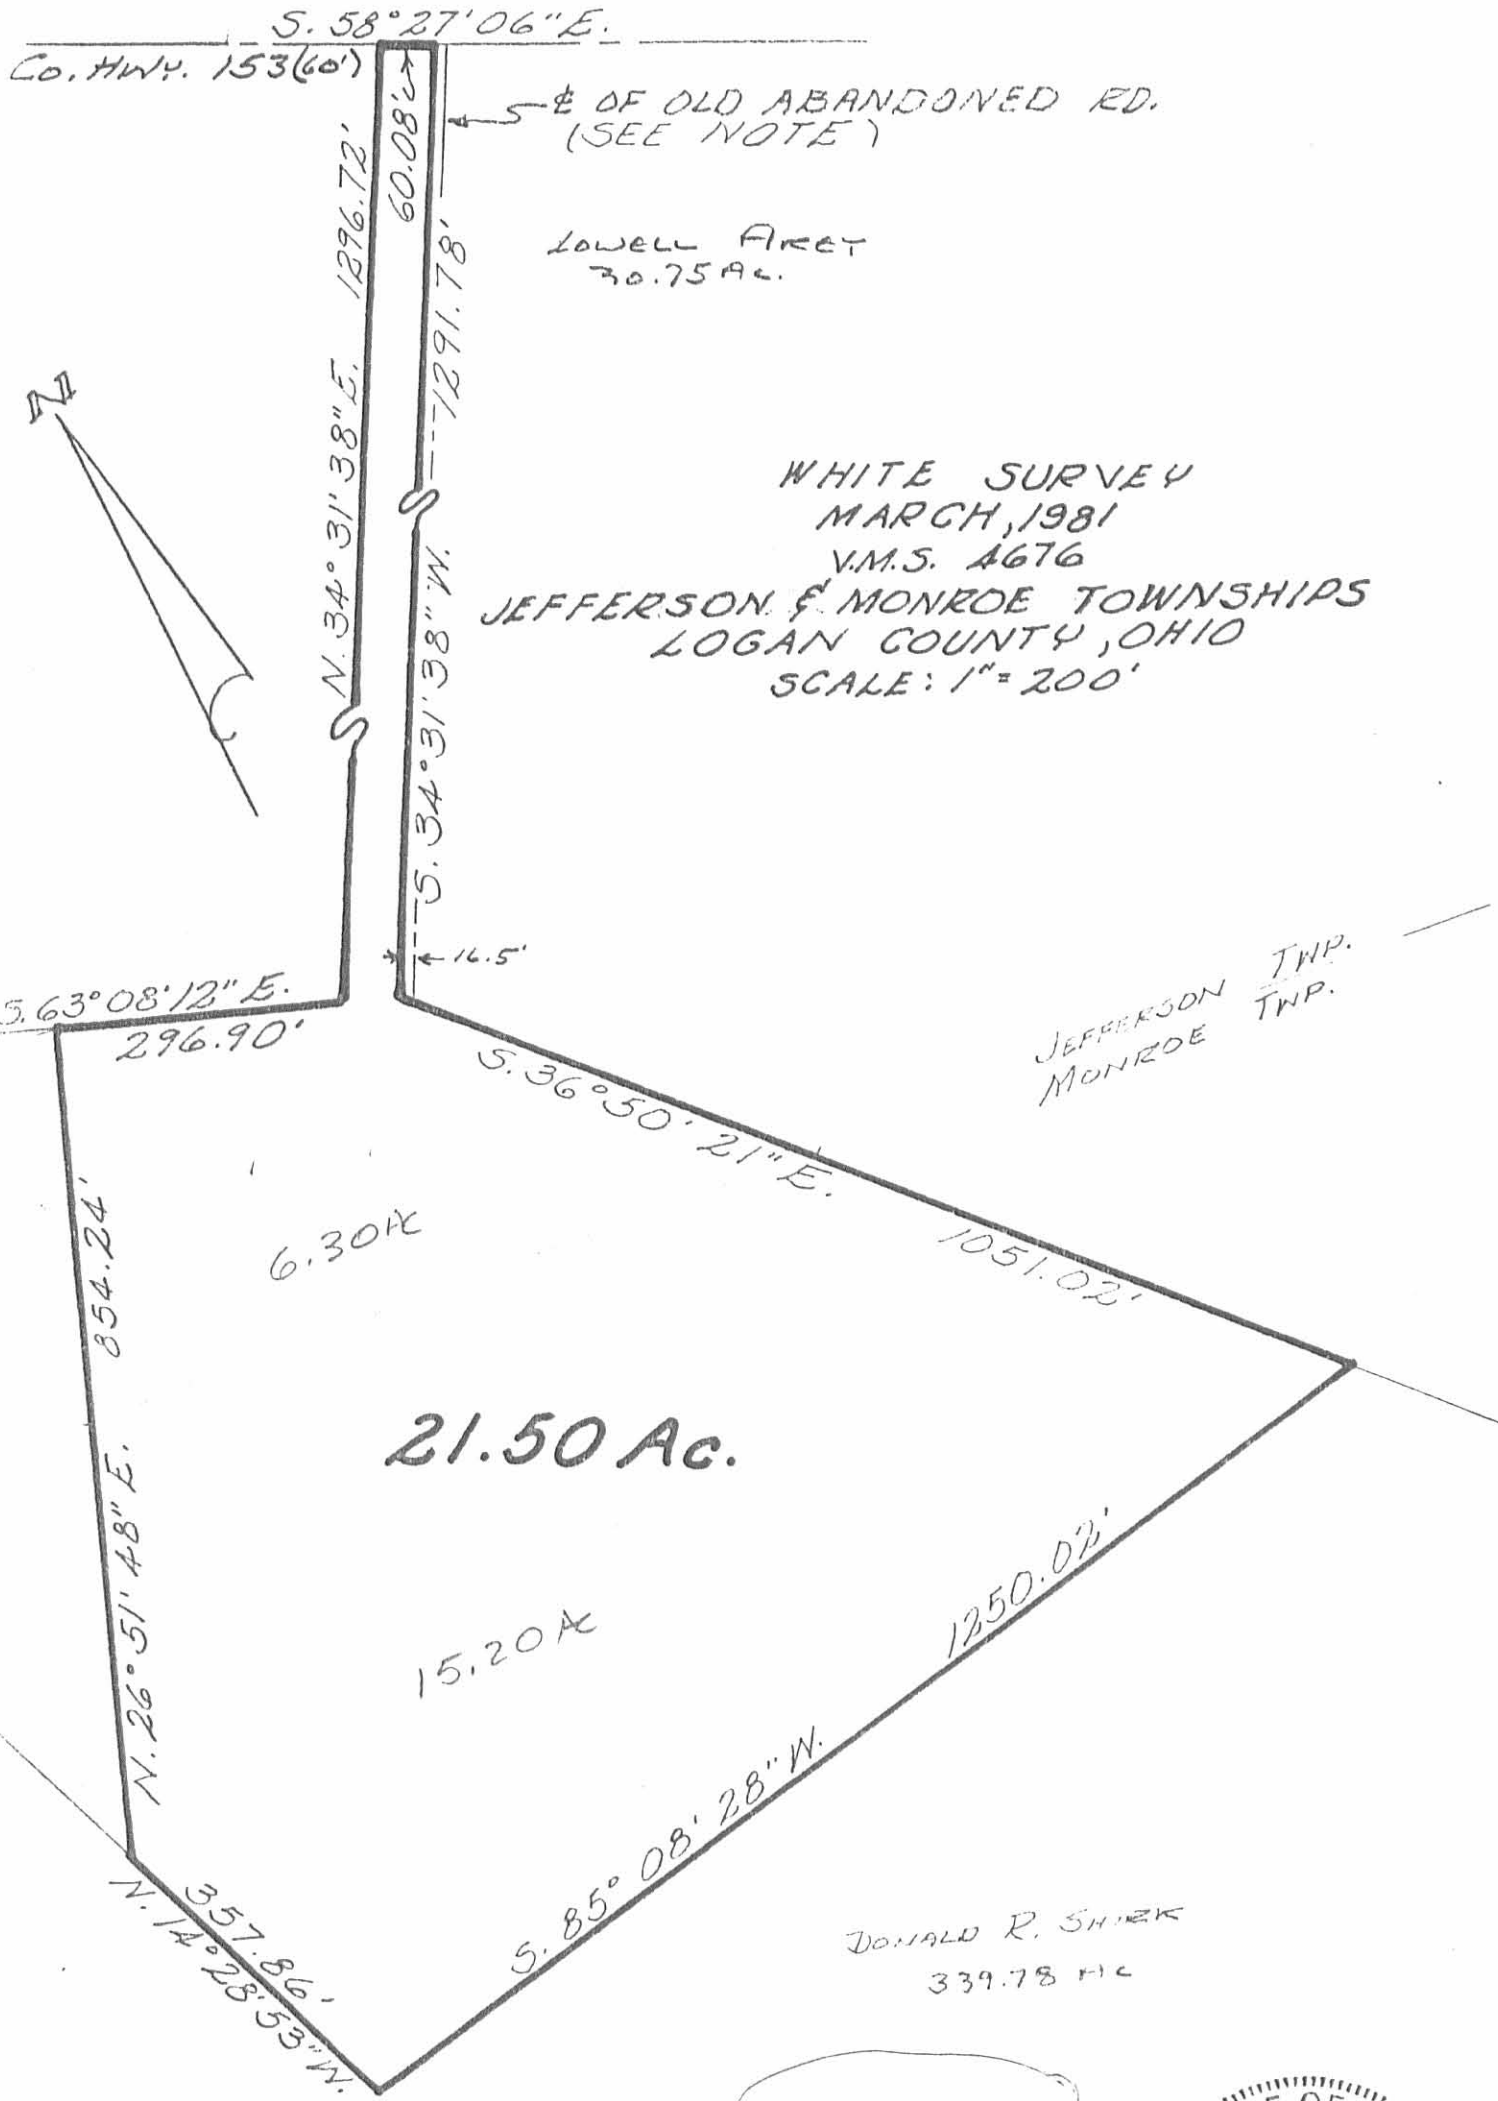 S. 58°27'06" E.
Co. HWY. 153 (60')
60.08'
℄ OF OLD ABANDONED RD.
(SEE NOTE)
N. 34° 31' 38" E. 1296.72'
1291.78'
S. 34° 31' 38" W.
LOWELL
30.75 Ac.
N
WHITE SURVEY
MARCH, 1981
V.M.S. 4676
JEFFERSON & MONROE TOWNSHIPS
LOGAN COUNTY, OHIO
SCALE: 1" = 200'
16.5'
S. 63° 08' 12" E.
296.90'
JEFFERSON TWP.
MONROE TWP.
S. 36° 50' 21" E.
1051.02'
6.30 Ac
N. 26° 51' 48" E. 854.24'
21.50 Ac.
15.20 Ac
S. 85° 08' 28" W. 1250.02'
357.86'
N. 14° 28' 53" W.
DONALD R. SHIRK
339.78 Ac